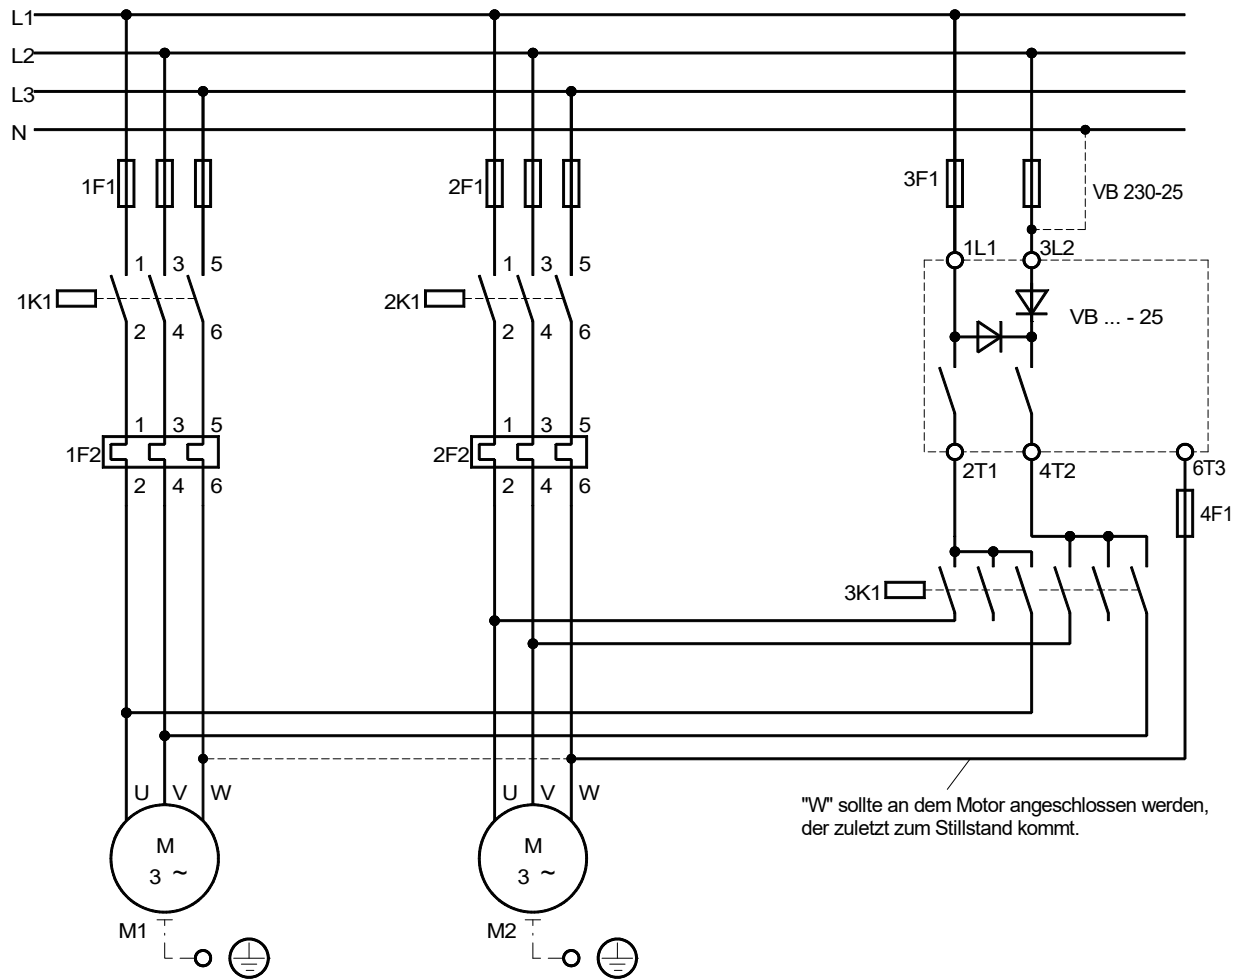 L1
L2
L3
N
1F1
2F1
3F1
VB 230-25
1 3 5
1 3 5
1L1 3L2
1K1
2K1
VB ... - 25
2 4 6
2 4 6
1 3 5
1 3 5
1F2
2F2
2T1 4T2 6T3
2 4 6
2 4 6
4F1
3K1
U V W
U V W
"W" sollte an dem Motor angeschlossen werden,
der zuletzt zum Stillstand kommt.
M
3 ~
M
3 ~
M1
M2